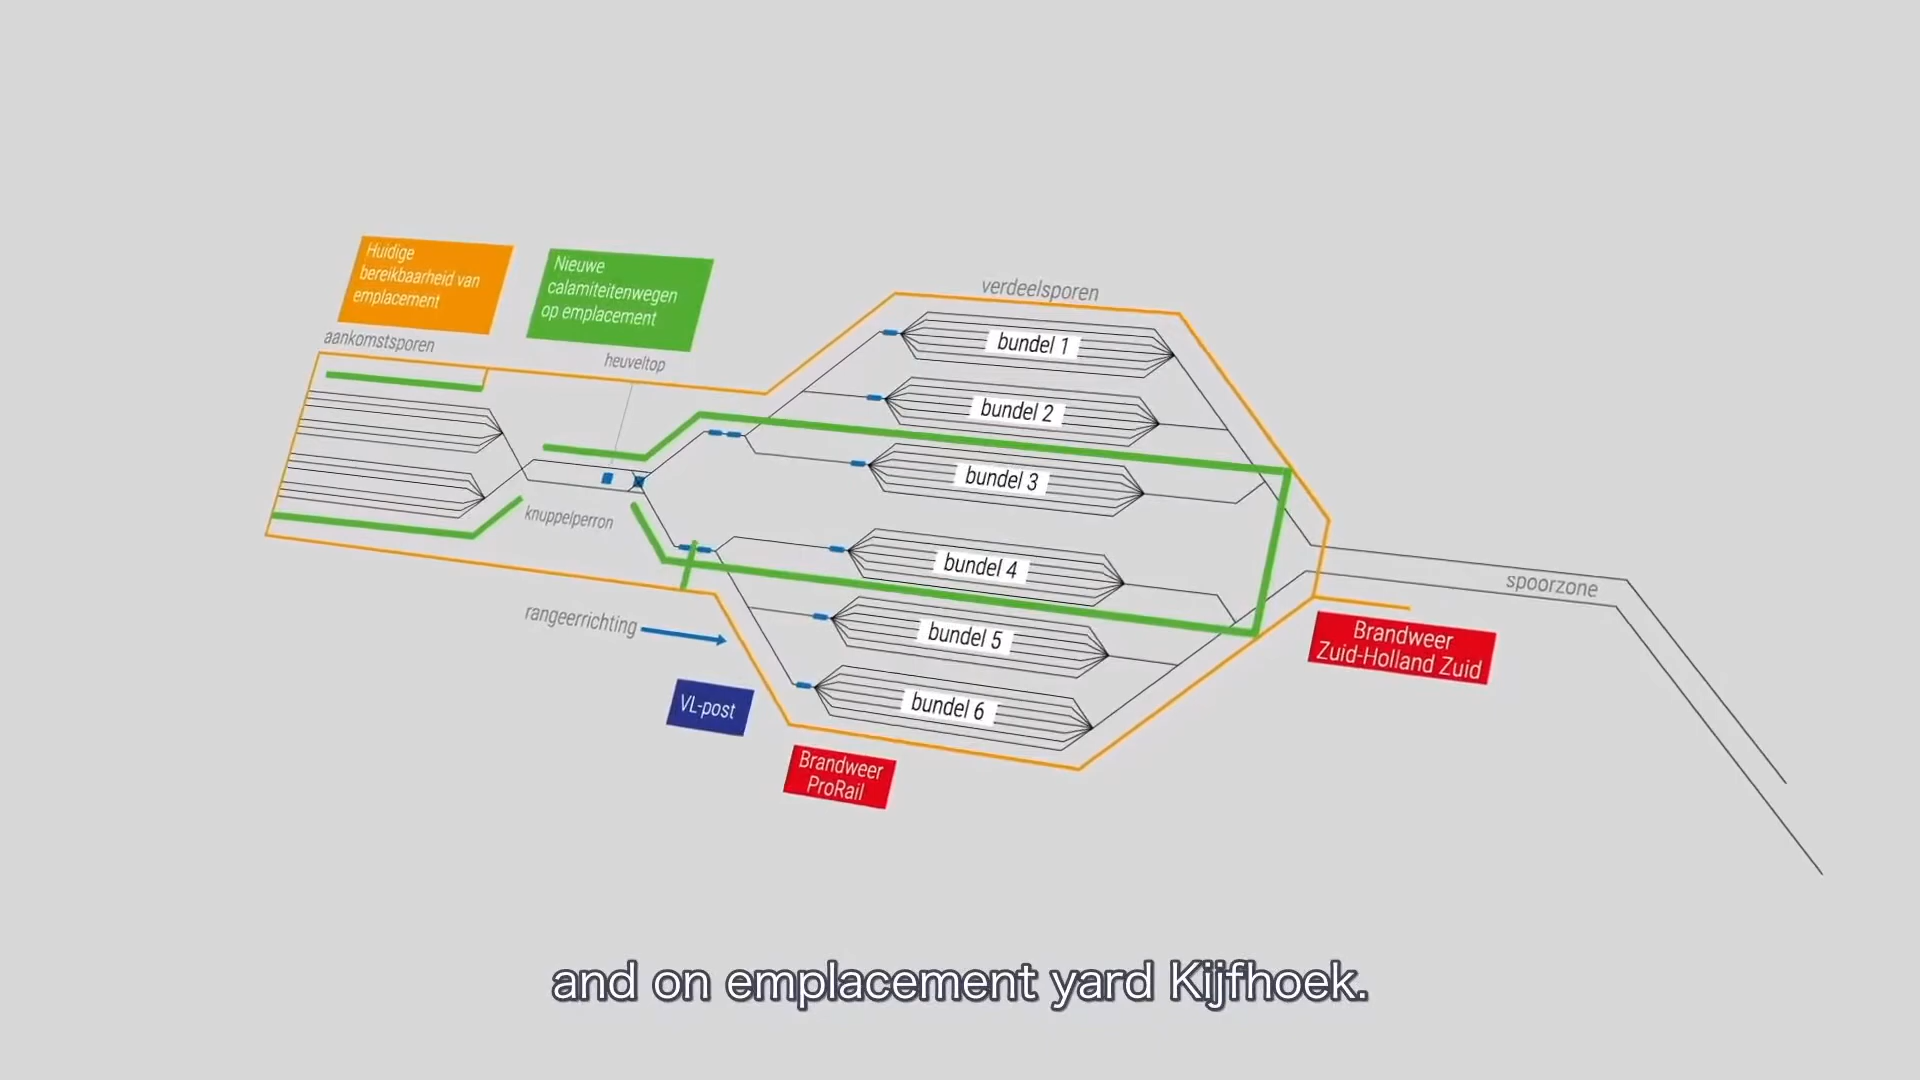 Huidige
bereikbaarheid van
emplacement
Nieuwe
calamiteitenwegen
op emplacement
verdeelsporen
aankomstsporen
heuveltop
bundel 1
bundel 2
bundel 3
knuppelperron
bundel 4
spoorzone
rangeerrichting
bundel 5
Brandweer
Zuid-Holland Zuid
VL-post
bundel 6
Brandweer
ProRail
and on emplacement yard Kijfhoek.